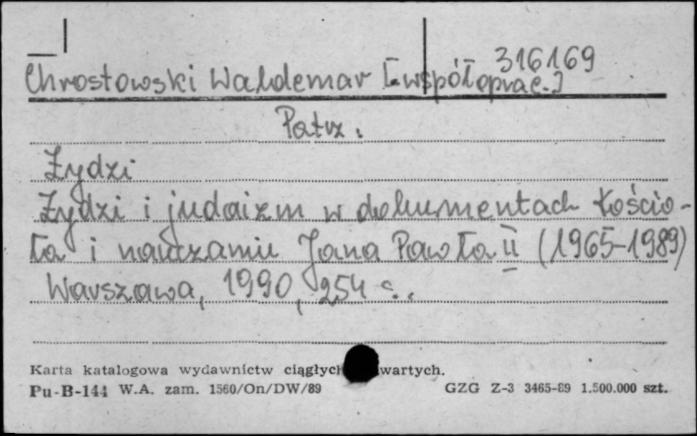 316169
Chrostowski Waldemar [współoprac.]
Patrz.
Żydzi
Żydzi i judaizm w dokumentach Kościo-
ła i nauczaniu Jana Pawła II (1965-1989)
Warszawa, 1990, 254 s.
Karta katalogowa wydawnictw ciągłych wartych.
Pu-B-144 W.A. zam. 1560/On/DW/89 GZG Z-3 3465-89 1.500.000 szt.